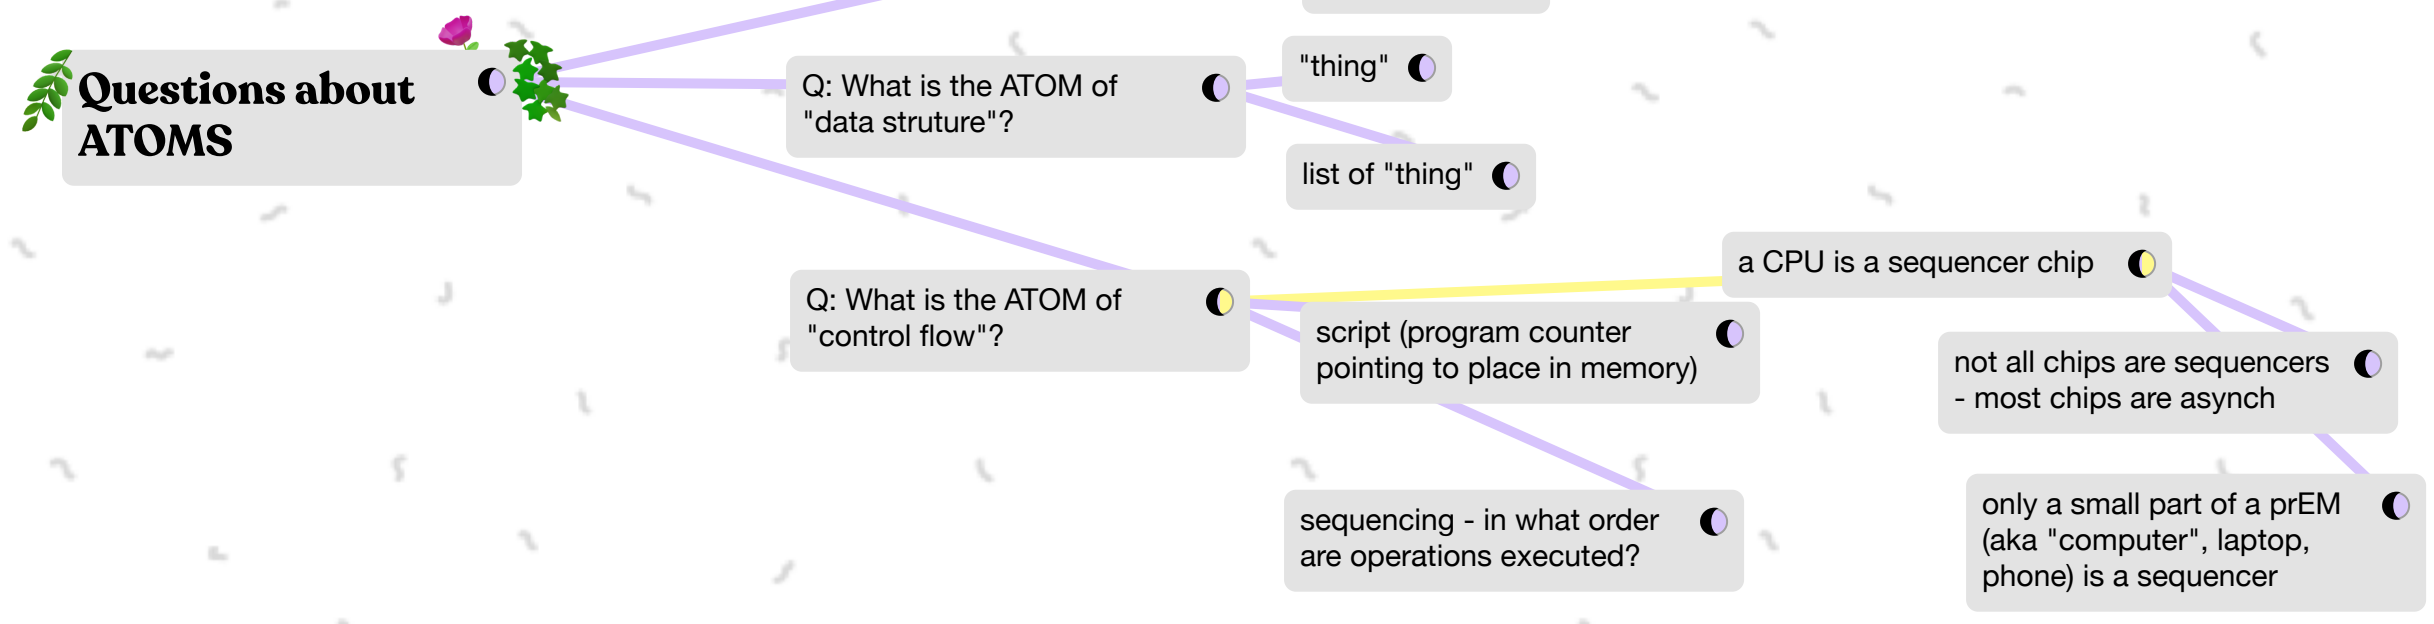 Questions about
ATOMS
Q: What is the ATOM of
"data struture"?
"thing"
list of "thing"
Q: What is the ATOM of
"control flow"?
a CPU is a sequencer chip
script (program counter
pointing to place in memory)
not all chips are sequencers
- most chips are asynch
sequencing - in what order
are operations executed?
only a small part of a prEM
(aka "computer", laptop,
phone) is a sequencer